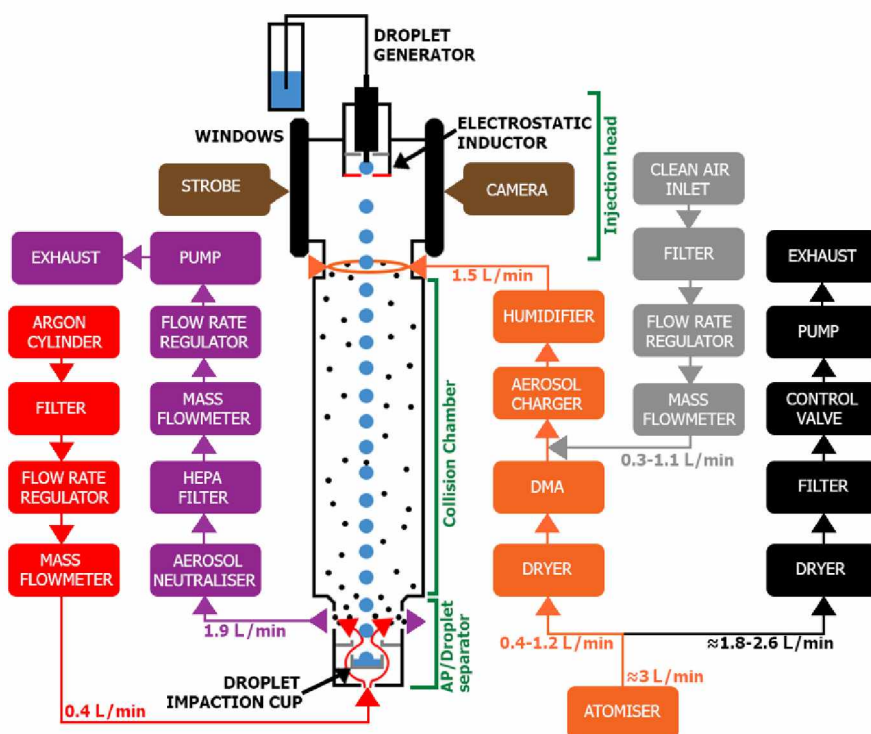 DROPLET
GENERATOR
WINDOWS
ELECTROSTATIC
INDUCTOR
Injection head
STROBE
CAMERA
CLEAN AIR
INLET
EXHAUST
PUMP
FILTER
EXHAUST
1.5 L/min
ARGON
CYLINDER
FLOW RATE
REGULATOR
HUMIDIFIER
FLOW RATE
REGULATOR
PUMP
FILTER
MASS
FLOWMETER
AEROSOL
CHARGER
MASS
FLOWMETER
CONTROL
VALVE
Collision Chamber
0.3-1.1 L/min
FLOW RATE
REGULATOR
HEPA
FILTER
DMA
FILTER
MASS
FLOWMETER
AEROSOL
NEUTRALISER
DRYER
DRYER
1.9 L/min
0.4-1.2 L/min
≈1.8-2.6 L/min
AP/Droplet
separator
DROPLET
IMPACTION CUP
≈3 L/min
0.4 L/min
ATOMISER